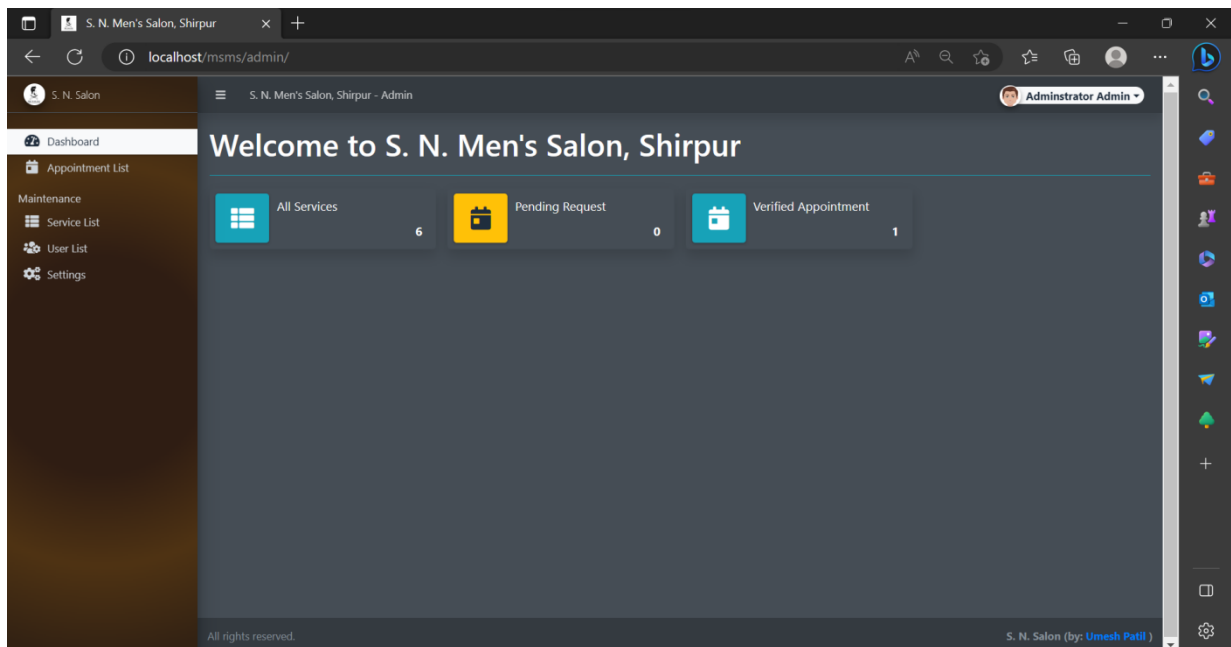 S. N. Men's Salon, Shirpur
localhost/msms/admin/
S. N. Salon
S. N. Men's Salon, Shirpur - Admin
Adminstrator Admin
Dashboard
Appointment List
Maintenance
Service List
User List
Settings
Welcome to S. N. Men's Salon, Shirpur
All Services
6
Pending Request
0
Verified Appointment
1
All rights reserved.
S. N. Salon (by: Umesh Patil )